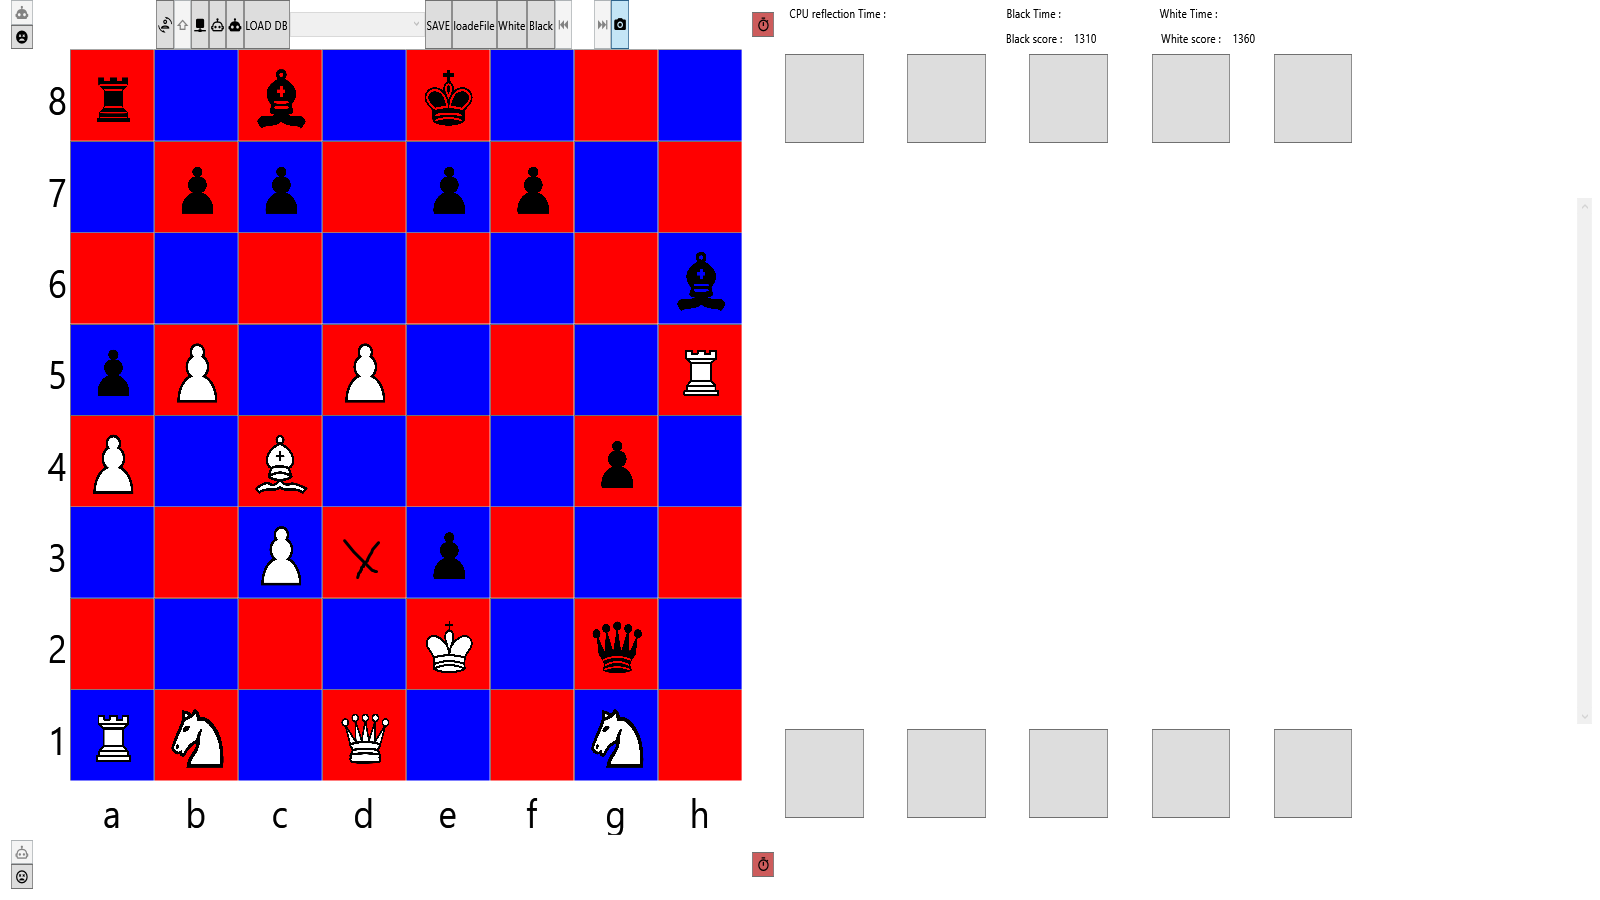 LOAD DB SAVE loadeFile White Black
CPU reflection Time : Black Time : White Time :
Black score : 1310 White score : 1360
8
7
6
5
4
3
2
1
a b c d e f g h